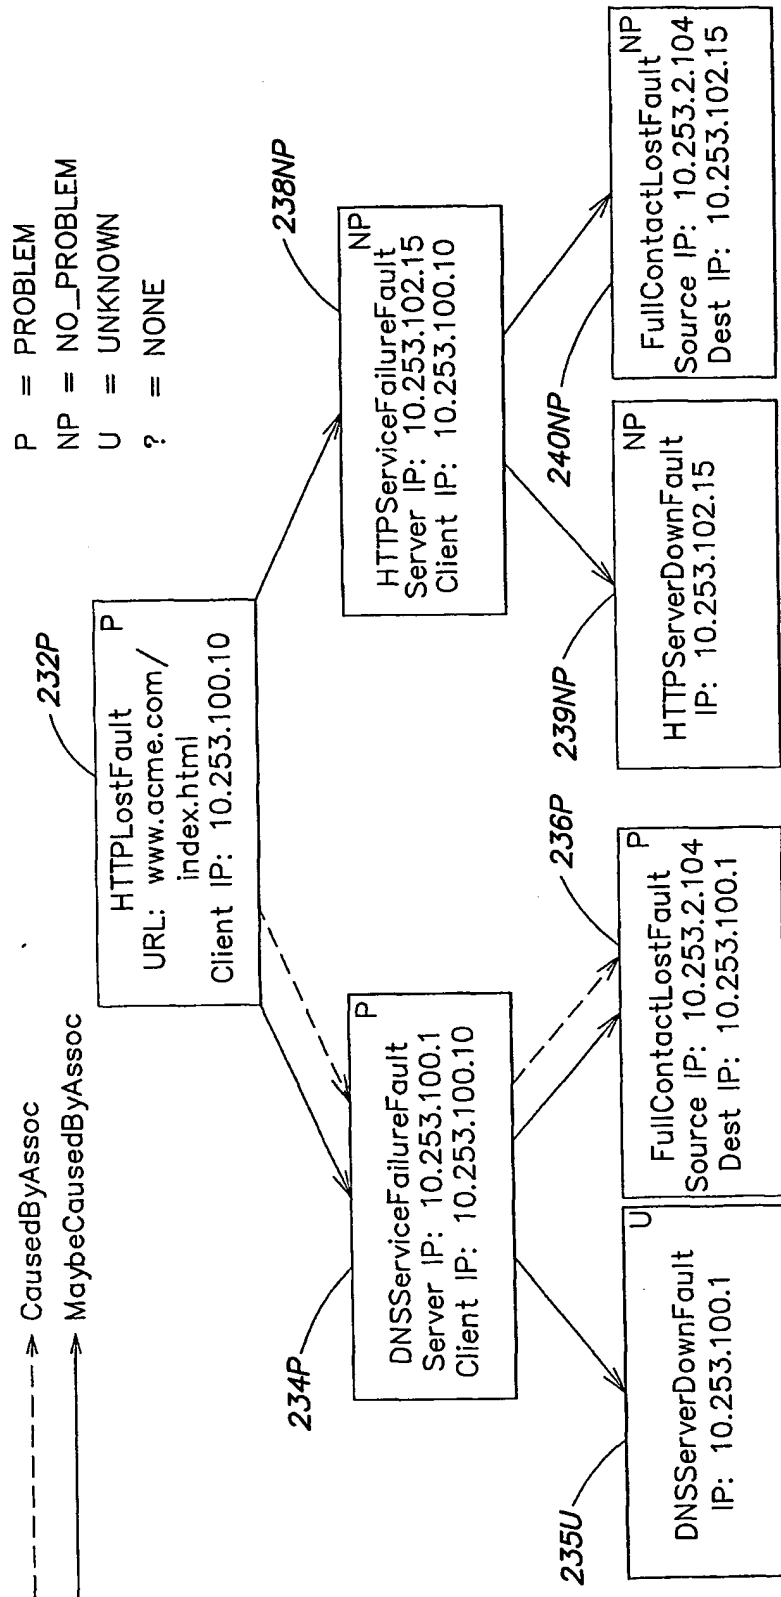 CausedByAssoc
MaybeCausedByAssoc
P = PROBLEM
NP = NO_PROBLEM
U = UNKNOWN
? = NONE
232P
HTTPLostFault
P
URL: www.acme.com/
index.html
Client IP: 10.253.100.10
234P
DNSServiceFailureFault
P
Server IP: 10.253.100.1
Client IP: 10.253.100.10
238NP
HTTPServiceFailureFault
NP
Server IP: 10.253.102.15
Client IP: 10.253.100.10
235U
DNSServerDownFault
U
IP: 10.253.100.1
236P
FullContactLostFault
P
Source IP: 10.253.2.104
Dest IP: 10.253.100.1
239NP
HTTPServerDownFault
NP
IP: 10.253.102.15
240NP
FullContactLostFault
NP
Source IP: 10.253.2.104
Dest IP: 10.253.102.15